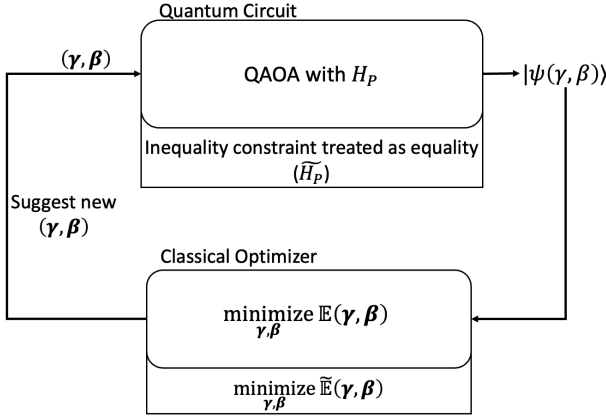 Quantum Circuit
(γ, β)
QAOA with H_P
|ψ(γ, β)⟩
Inequality constraint treated as equality
(H̃_P)
Suggest new
(γ, β)
Classical Optimizer
minimize 𝔼(γ, β)
γ,β
minimize 𝔼̃(γ, β)
γ,β